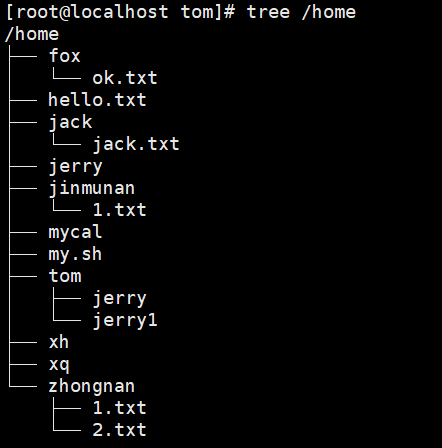 [root@localhost tom]# tree /home
/home
├── fox
│   └── ok.txt
├── hello.txt
├── jack
│   └── jack.txt
├── jerry
├── jinmunan
│   └── 1.txt
├── mycal
├── my.sh
├── tom
│   ├── jerry
│   └── jerry1
├── xh
├── xq
└── zhongnan
    ├── 1.txt
    └── 2.txt